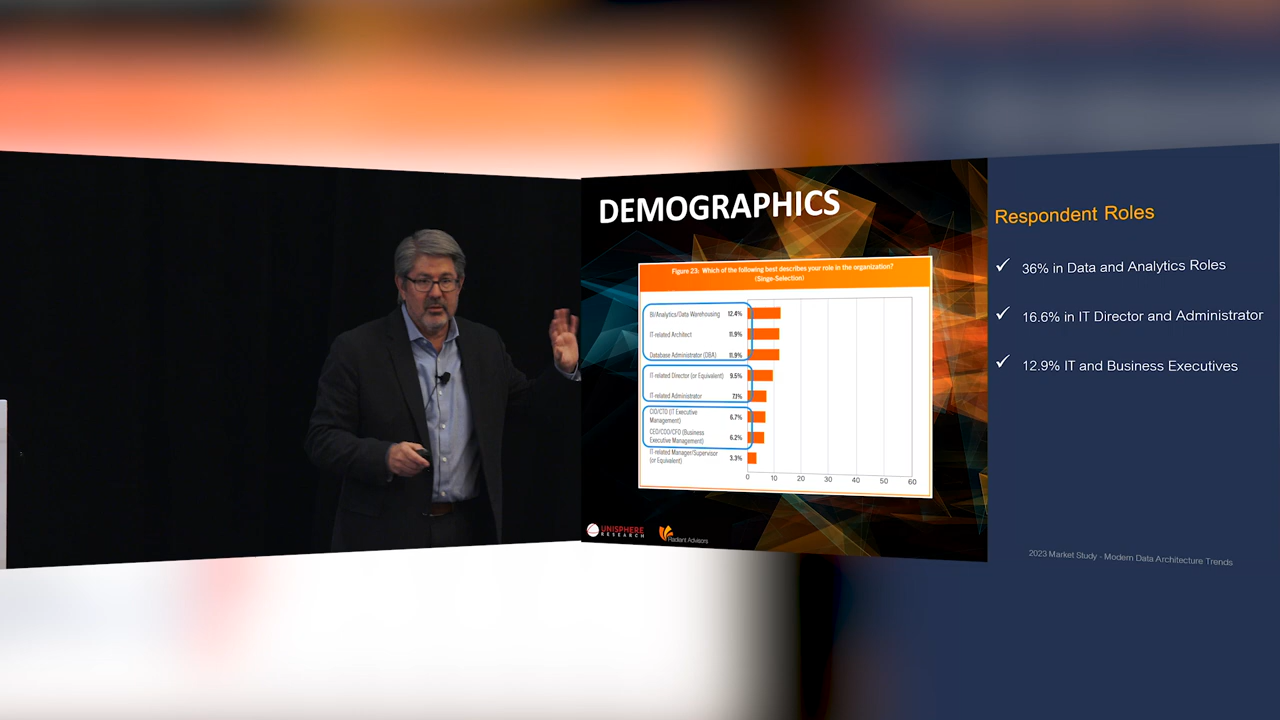 DEMOGRAPHICS
Figure 23: Which of the following best describes your role in the organization?
(Singe-Selection)
BI/Analytics/Data Warehousing 12.4%
IT-related Architect 11.9%
Database Administrator (DBA) 11.9%
IT-related Director (or Equivalent) 9.5%
IT-related Administrator 7.1%
CIO/CTO (IT Executive
Management) 6.7%
CEO/COO/CFO (Business
Executive Management) 6.2%
IT-related Manager/Supervisor
(or Equivalent) 3.3%
0 10 20 30 40 50 60
UNISPHERE
RESEARCH
Radiant Advisors
Respondent Roles
✓ 36% in Data and Analytics Roles
✓ 16.6% in IT Director and Administrator
✓ 12.9% IT and Business Executives
2023 Market Study - Modern Data Architecture Trends